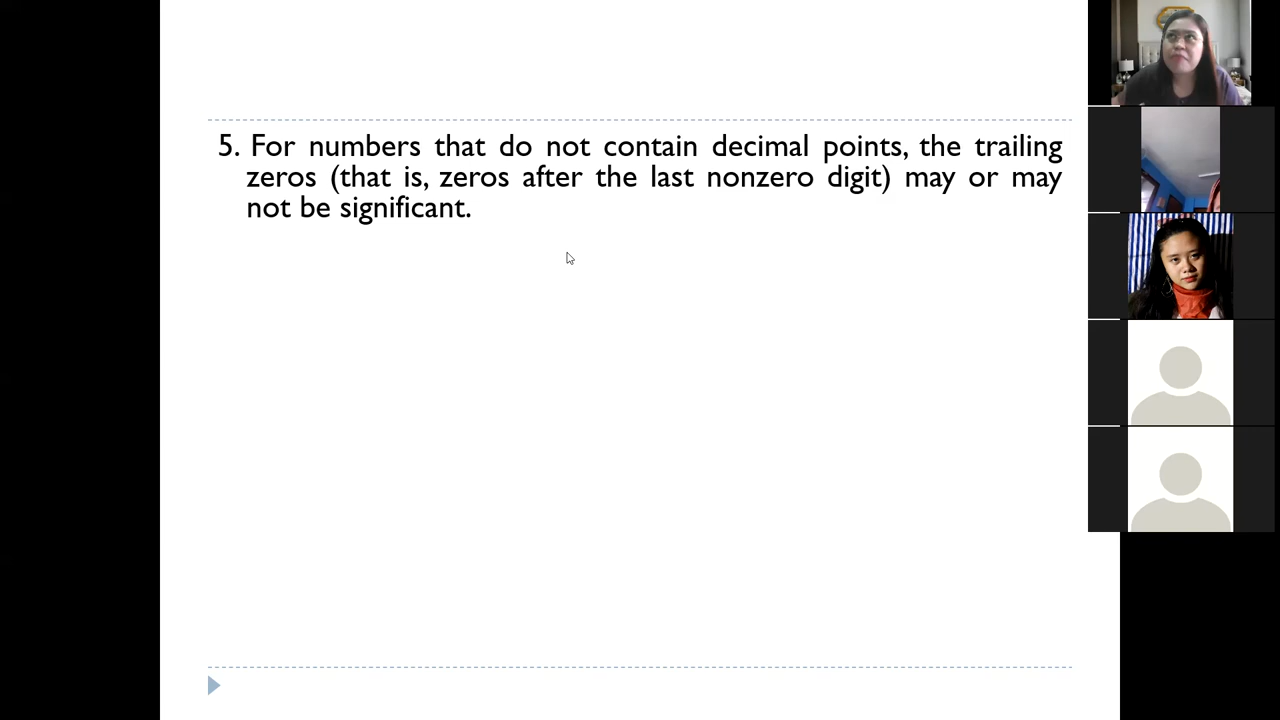 5. For numbers that do not contain decimal points, the trailing
zeros (that is, zeros after the last nonzero digit) may or may
not be significant.